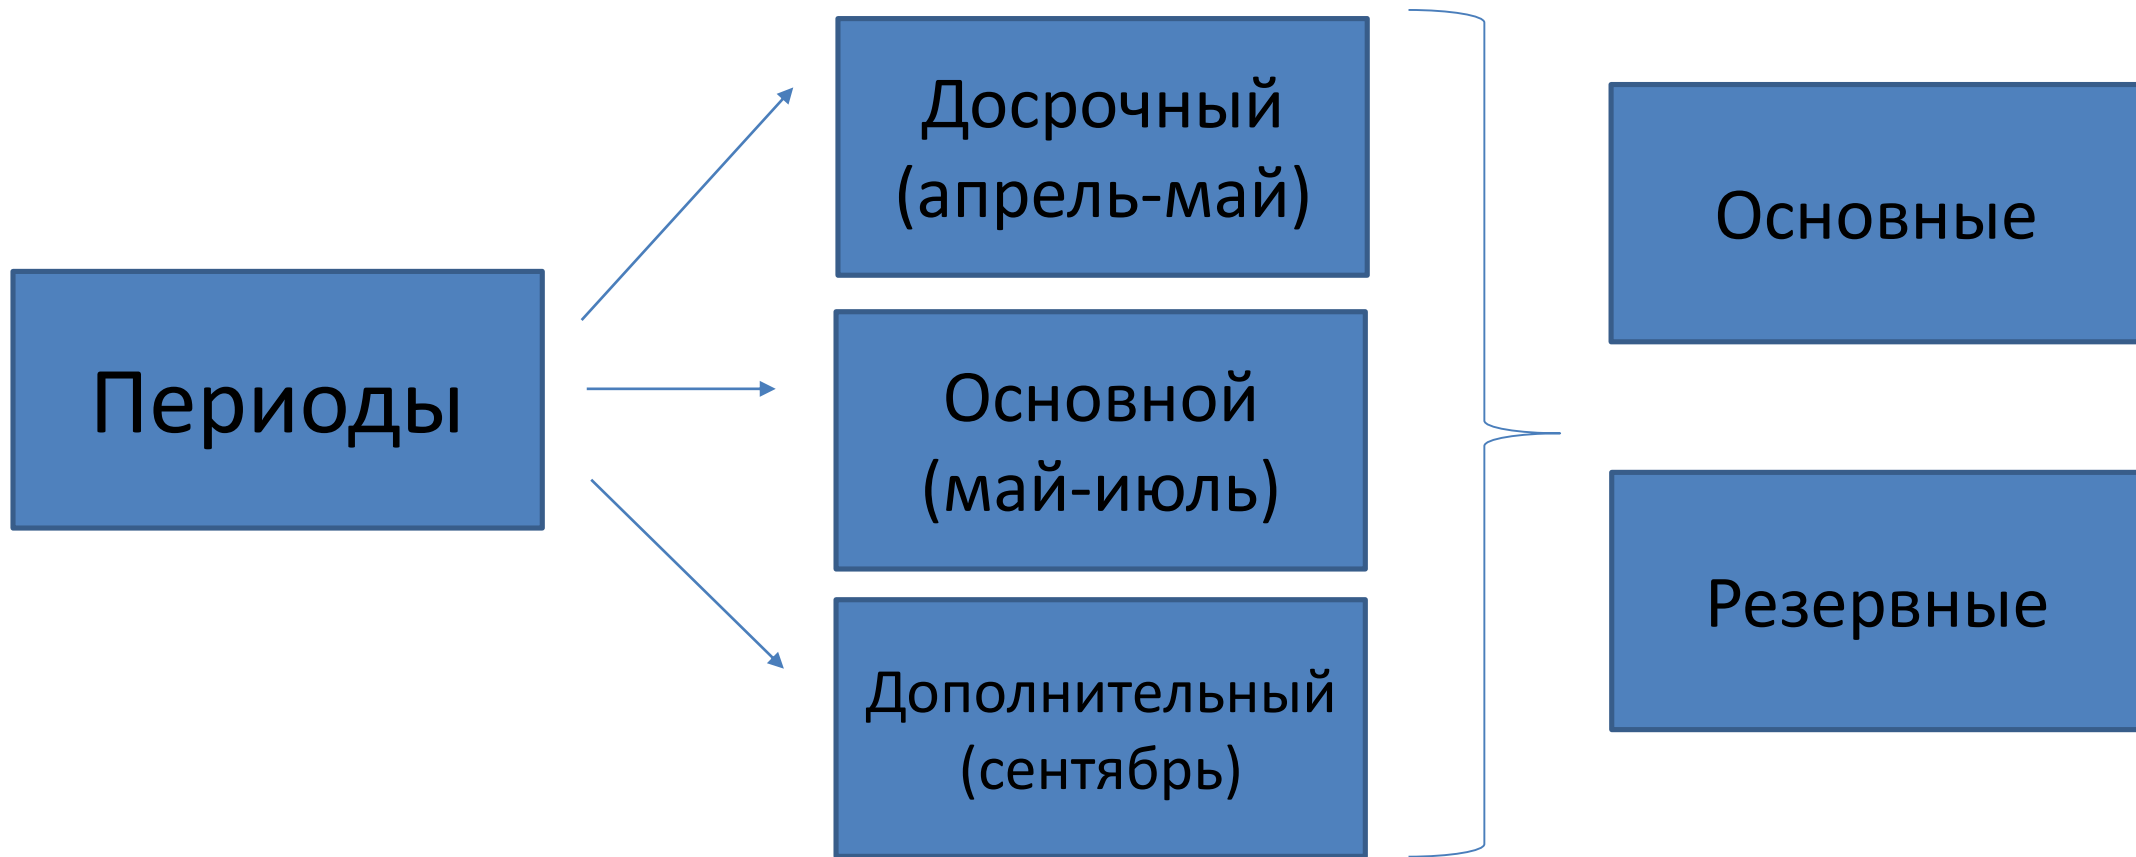 Периоды
Досрочный
(апрель-май)
Основной
(май-июль)
Дополнительный
(сентябрь)
Основные
Резервные